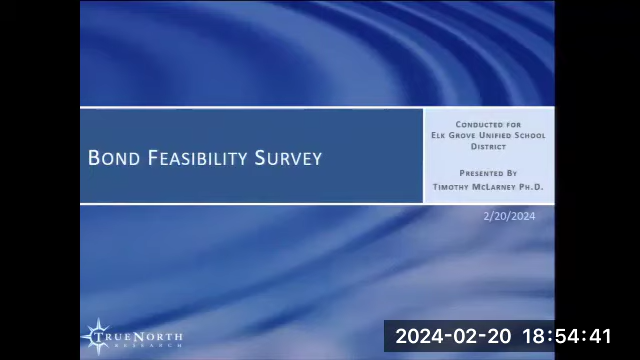 BOND FEASIBILITY SURVEY
CONDUCTED FOR
ELK GROVE UNIFIED SCHOOL
DISTRICT
PRESENTED BY
TIMOTHY MCLARNEY PH.D.
2/20/2024
TRUENORTH
RESEARCH
2024-02-20 18:54:41